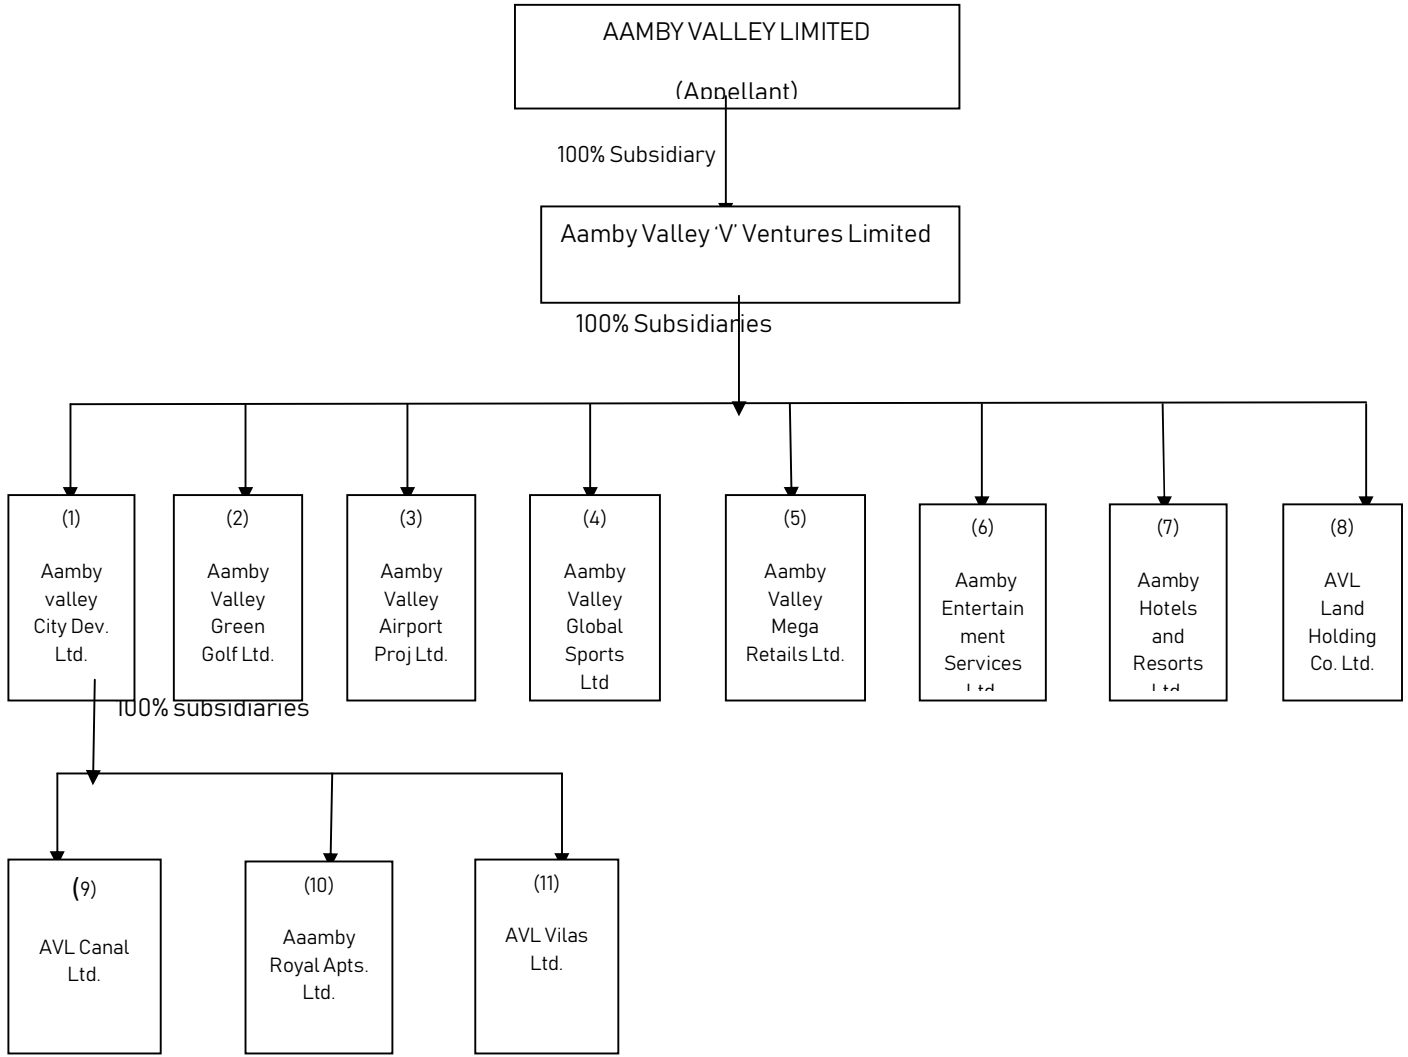 AAMBY VALLEY LIMITED
(Appellant)
100% Subsidiary
Aamby Valley 'V' Ventures Limited
100% Subsidiaries
(1)
Aamby
valley
City Dev.
Ltd.
(2)
Aamby
Valley
Green
Golf Ltd.
(3)
Aamby
Valley
Airport
Proj Ltd.
(4)
Aamby
Valley
Global
Sports
Ltd
(5)
Aamby
Valley
Mega
Retails Ltd.
(6)
Aamby
Entertain
ment
Services
Ltd
(7)
Aamby
Hotels
and
Resorts
Ltd
(8)
AVL
Land
Holding
Co. Ltd.
100% subsidiaries
(9)
AVL Canal
Ltd.
(10)
Aaamby
Royal Apts.
Ltd.
(11)
AVL Vilas
Ltd.